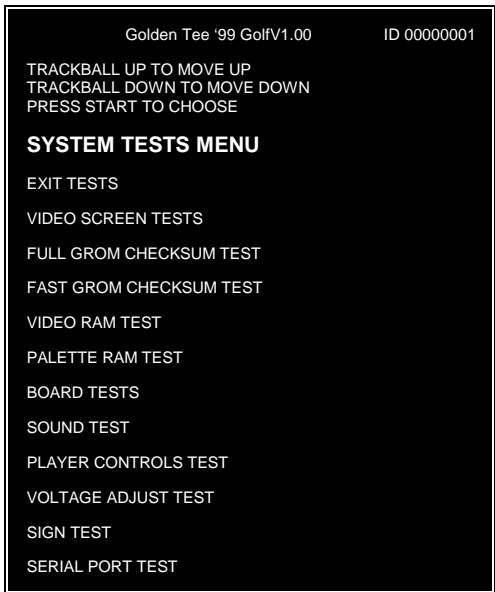 Golden Tee ‘99 GolfV1.00 ID 00000001
TRACKBALL UP TO MOVE UP
TRACKBALL DOWN TO MOVE DOWN
PRESS START TO CHOOSE
SYSTEM TESTS MENU
EXIT TESTS
VIDEO SCREEN TESTS
FULL GROM CHECKSUM TEST
FAST GROM CHECKSUM TEST
VIDEO RAM TEST
PALETTE RAM TEST
BOARD TESTS
SOUND TEST
PLAYER CONTROLS TEST
VOLTAGE ADJUST TEST
SIGN TEST
SERIAL PORT TEST